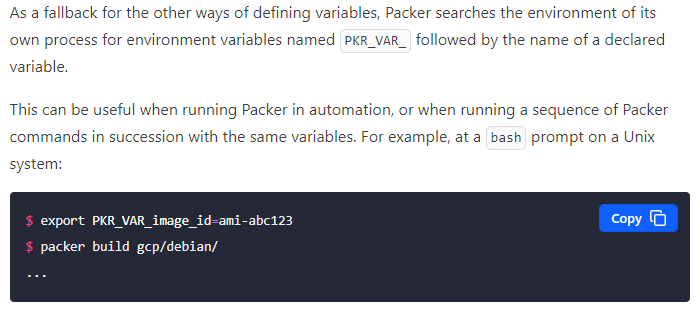 As a fallback for the other ways of defining variables, Packer searches the environment of its
own process for environment variables named PKR_VAR_ followed by the name of a declared
variable.
This can be useful when running Packer in automation, or when running a sequence of Packer
commands in succession with the same variables. For example, at a bash prompt on a Unix
system:
$ export PKR_VAR_image_id=ami-abc123
Copy
$ packer build gcp/debian/
...